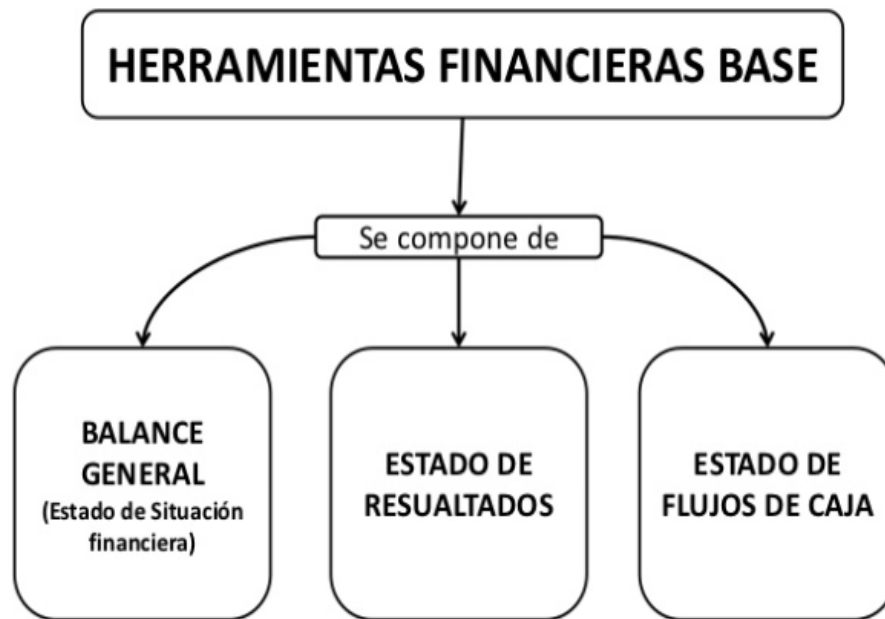 HERRAMIENTAS FINANCIERAS BASE
Se compone de
BALANCE
GENERAL
(Estado de Situación
financiera)
ESTADO DE
RESUALTADOS
ESTADO DE
FLUJOS DE CAJA